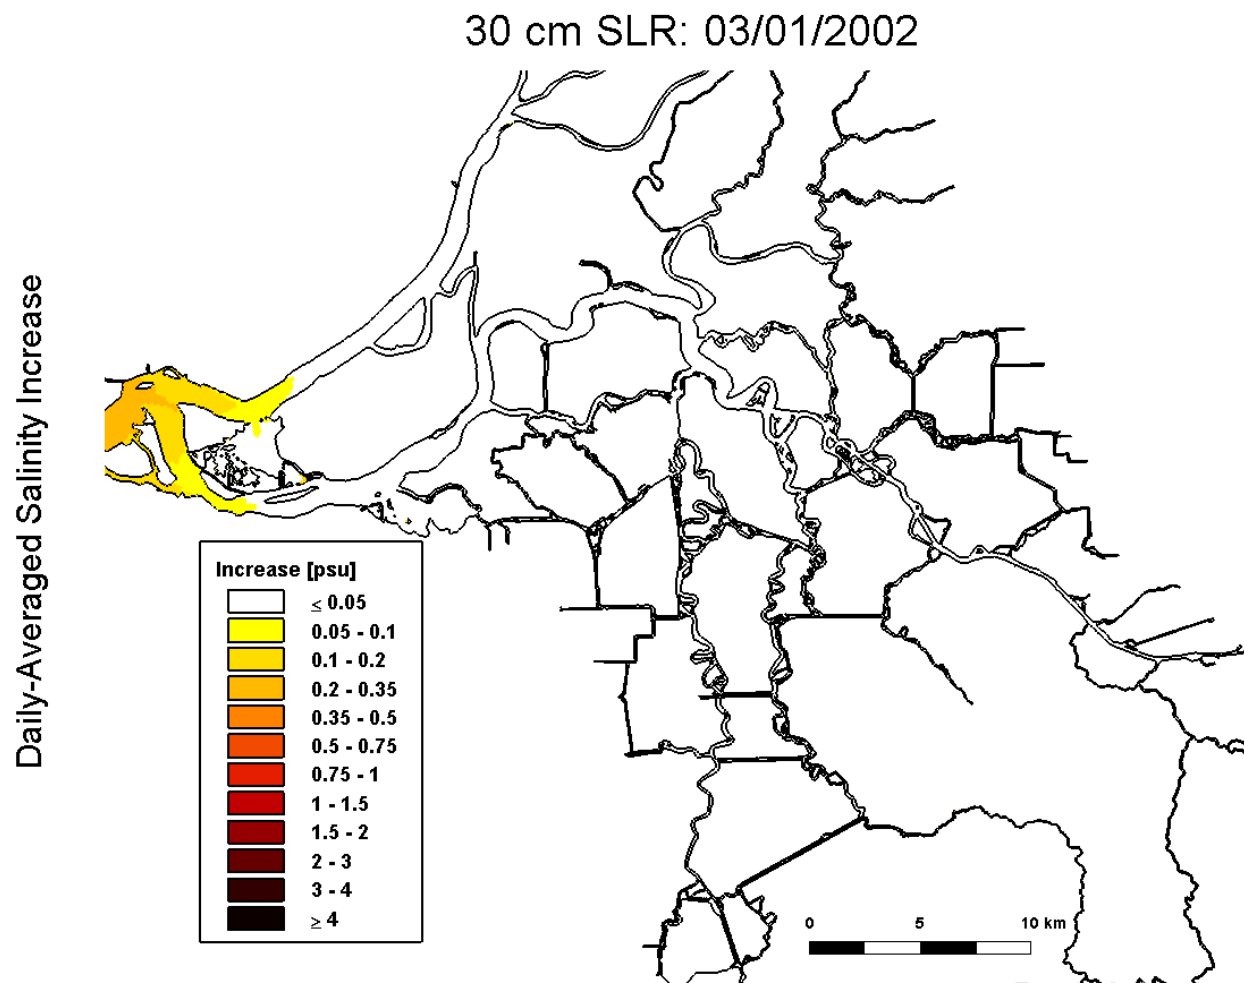 30 cm SLR: 03/01/2002
Daily-Averaged Salinity Increase
Increase [psu]
≤ 0.05
0.05 - 0.1
0.1 - 0.2
0.2 - 0.35
0.35 - 0.5
0.5 - 0.75
0.75 - 1
1 - 1.5
1.5 - 2
2 - 3
3 - 4
≥ 4
0 5 10 km